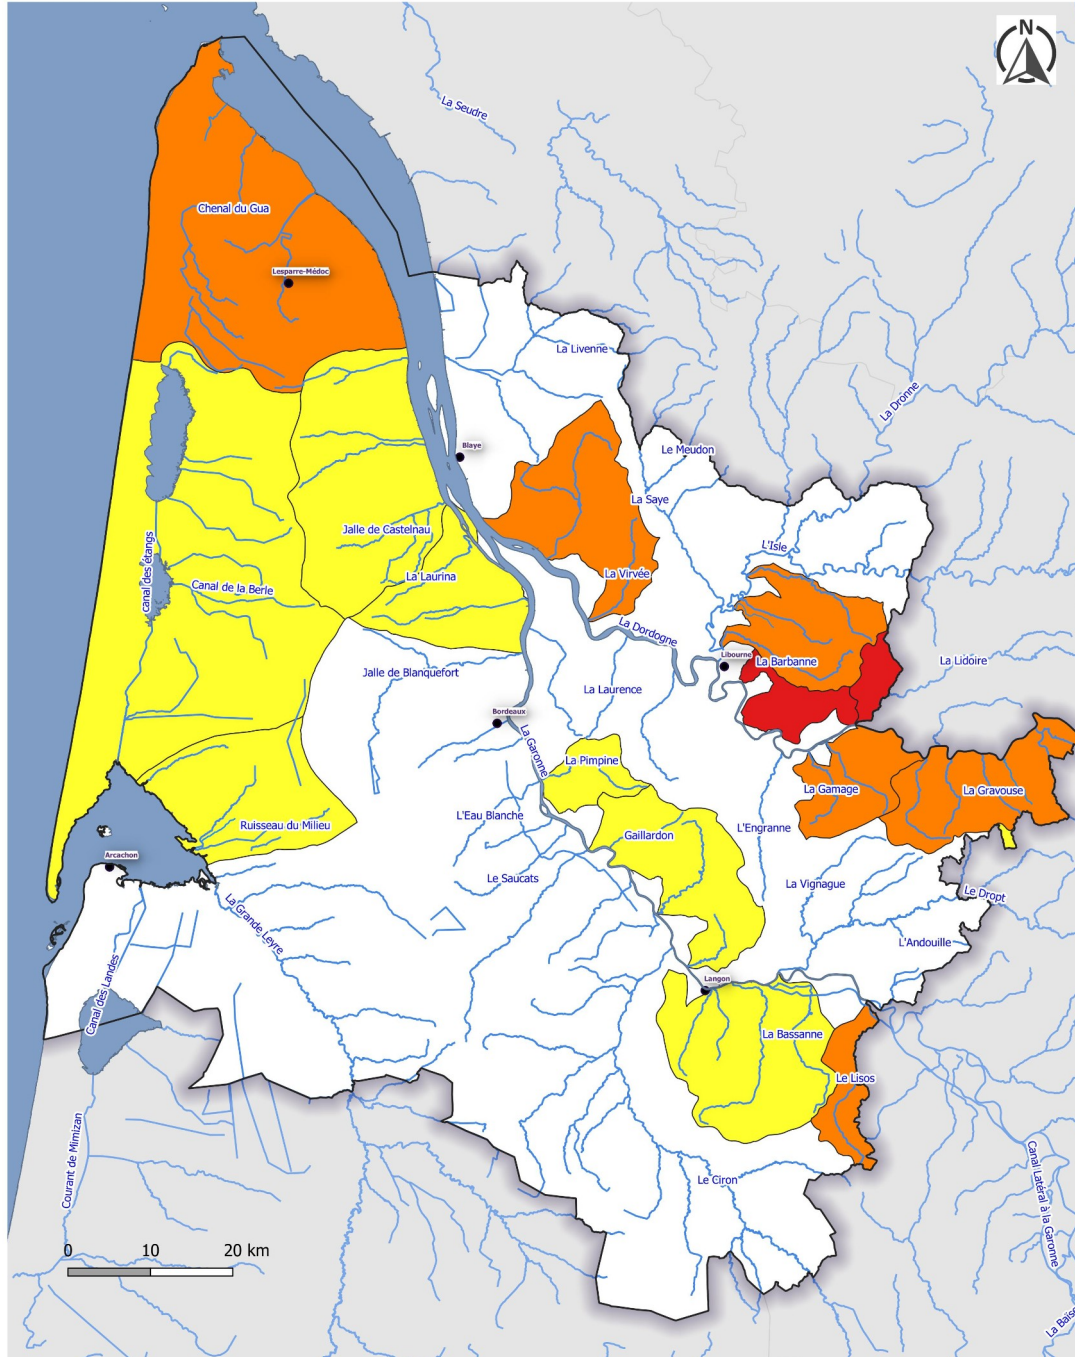 N
La Seudre
Chenal du Gua
Lesparre-Médoc
La Livenne
La Dronne
Blaye
Le Meudon
La Saye
Jalle de Castelnau
L'Isle
canal des étangs
La Laurina
La Virvée
Canal de la Berle
La Dordogne
Libourne
La Barbanne
La Lidoire
Jalle de Blanquefort
La Laurence
Bordeaux
La Garonne
La Pimpine
La Gamage
La Gravouse
L'Eau Blanche
Ruisseau du Milieu
Gaillardon
L'Engranne
Arcachon
Le Saucats
La Vignague
Le Dropt
La Grande Leyre
L'Andouille
Canal des Landes
Langon
La Bassanne
Le Lisos
Courant de Mimizan
Le Ciron
Canal Latéral à la Garonne
0 10 20 km
La Baïse